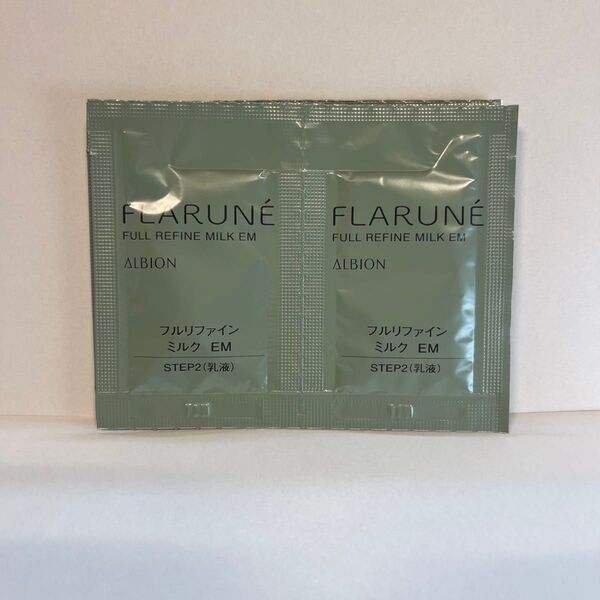 FLARUNÉ
FULL REFINE MILK EM
ALBION
フルリファイン
ミルク EM
STEP2(乳液)
FLARUNÉ
FULL REFINE MILK EM
ALBION
フルリファイン
ミルク EM
STEP2(乳液)